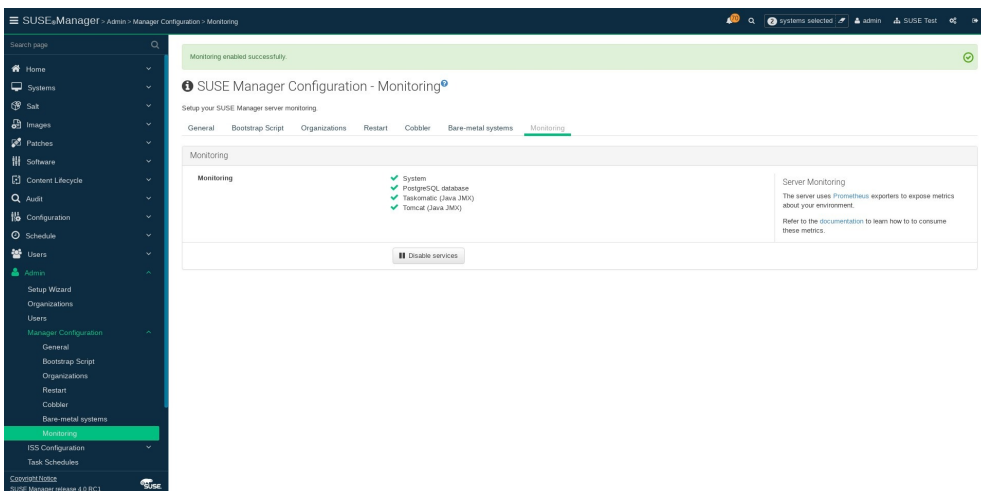 SUSE®Manager > Admin > Manager Configuration > Monitoring
2 systems selected admin SUSE Test
Search page
Home
Systems
Salt
Images
Patches
Software
Content Lifecycle
Audit
Configuration
Schedule
Users
Admin
Setup Wizard
Organizations
Users
Manager Configuration
General
Bootstrap Script
Organizations
Restart
Cobbler
Bare-metal systems
Monitoring
ISS Configuration
Task Schedules
Copyright Notice
SUSE Manager release 4.0 RC1
SUSE.
Monitoring enabled successfully.
SUSE Manager Configuration - Monitoring
Setup your SUSE Manager server monitoring.
General Bootstrap Script Organizations Restart Cobbler Bare-metal systems Monitoring
Monitoring
Monitoring
System
PostgreSQL database
Taskomatic (Java JMX)
Tomcat (Java JMX)
Server Monitoring
The server uses Prometheus exporters to expose metrics
about your environment.
Refer to the documentation to learn how to to consume
these metrics.
Disable services